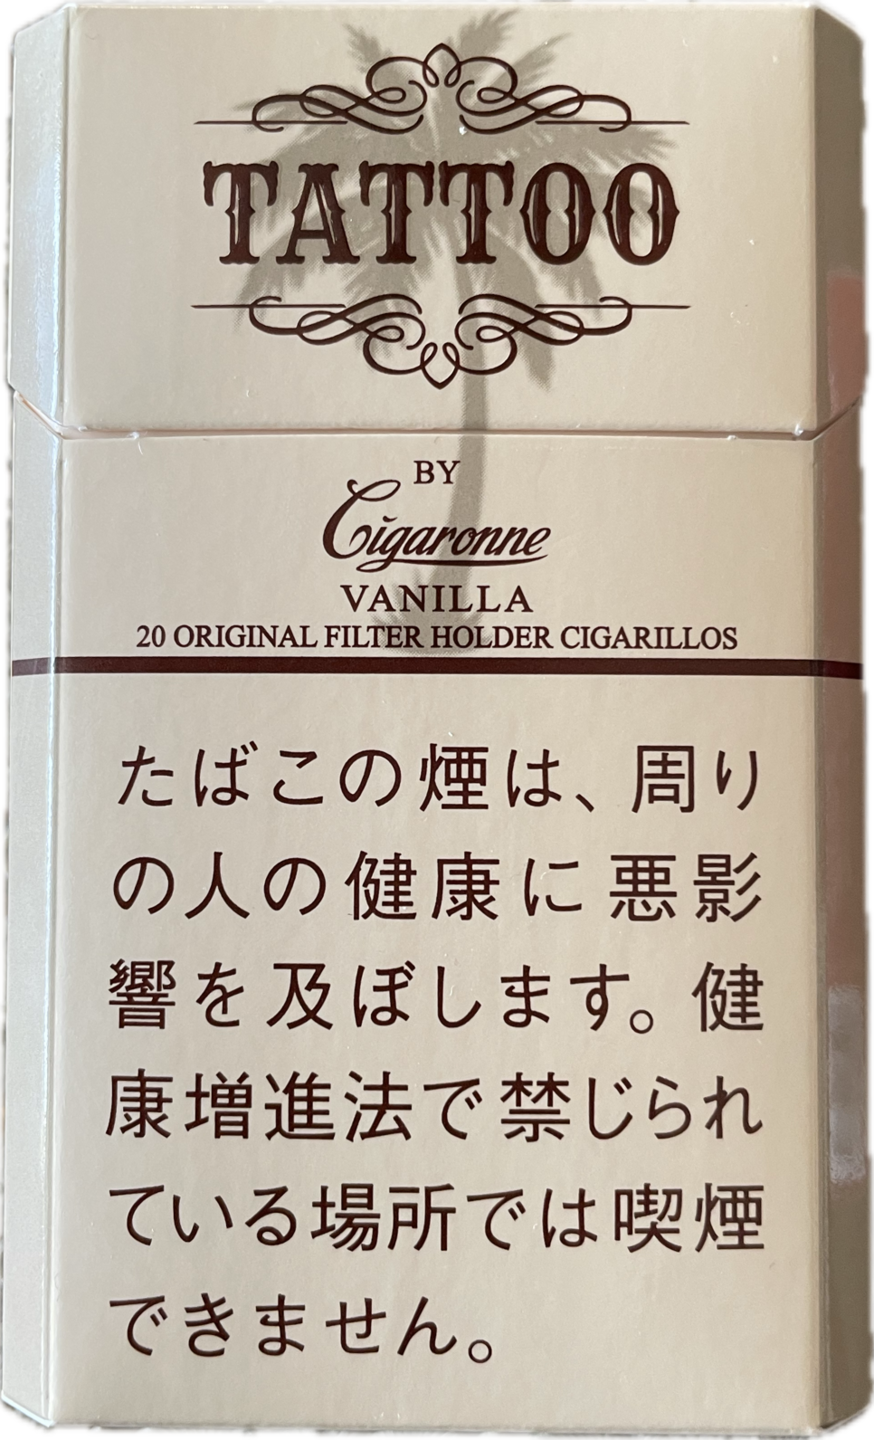 TATTOO
BY
Cigaronne
VANILLA
20 ORIGINAL FILTER HOLDER CIGARILLOS
たばこの煙は、周り
の人の健康に悪影
響を及ぼします。健
康増進法で禁じられ
ている場所では喫煙
できません。